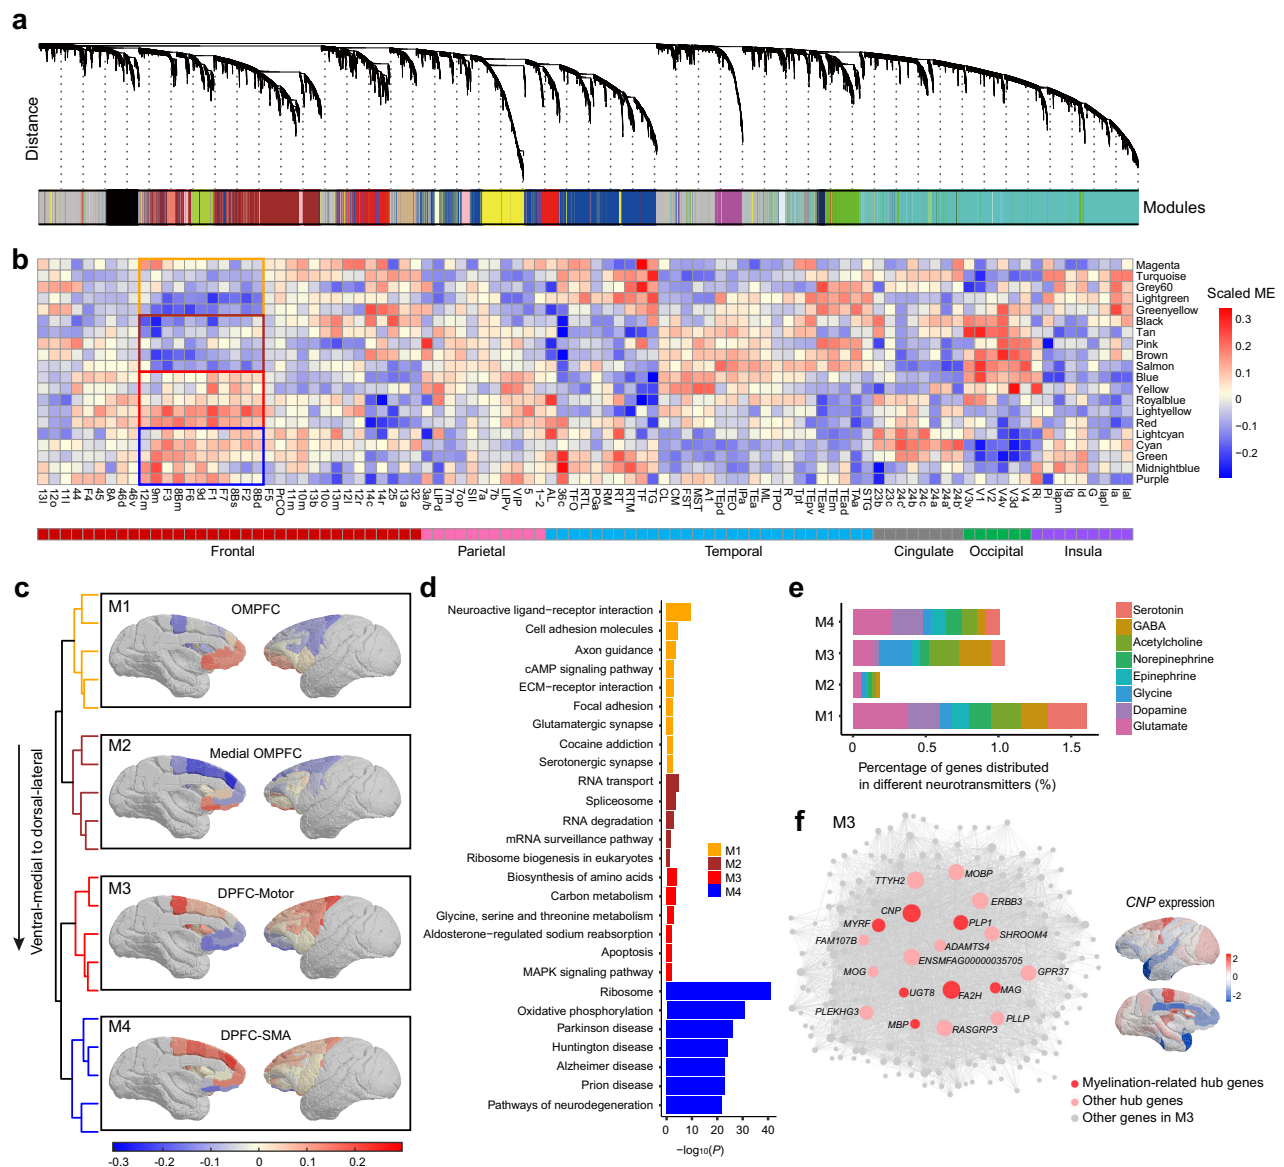 a
Distance
Modules
b
Magenta
Turquoise
Grey60
Lightgreen
Greenyellow
Black
Tan
Pink
Brown
Salmon
Blue
Yellow
Royalblue
Lightyellow
Red
Lightcyan
Cyan
Green
Midnightblue
Purple
Scaled ME
0.3
0.2
0.1
0
−0.1
−0.2
Frontal
Parietal
Temporal
Cingulate
Occipital
Insula
c
Ventral-medial to dorsal-lateral
M1
OMPFC
M2
Medial OMPFC
M3
DPFC-Motor
M4
DPFC-SMA
-0.3 -0.2 -0.1 0 0.1 0.2
d
Neuroactive ligand−receptor interaction
Cell adhesion molecules
Axon guidance
cAMP signaling pathway
ECM−receptor interaction
Focal adhesion
Glutamatergic synapse
Cocaine addiction
Serotonergic synapse
RNA transport
Spliceosome
RNA degradation
mRNA surveillance pathway
Ribosome biogenesis in eukaryotes
Biosynthesis of amino acids
Carbon metabolism
Glycine, serine and threonine metabolism
Aldosterone−regulated sodium reabsorption
Apoptosis
MAPK signaling pathway
Ribosome
Oxidative phosphorylation
Parkinson disease
Huntington disease
Alzheimer disease
Prion disease
Pathways of neurodegeneration
M1
M2
M3
M4
0 10 20 30 40
−log10(P)
e
M4
M3
M2
M1
0 0.5 1.0 1.5
Percentage of genes distributed
in different neurotransmitters (%)
Serotonin
GABA
Acetylcholine
Norepinephrine
Epinephrine
Glycine
Dopamine
Glutamate
f
M3
TTYH2
MOBP
ERBB3
CNP
MYRF
PLP1
SHROOM4
FAM107B
ADAMTS4
ENSMFAG00000035705
MOG
GPR37
UGT8
FA2H
MAG
PLEKHG3
MBP
RASGRP3
PLLP
CNP expression
2
0
-2
Myelination-related hub genes
Other hub genes
Other genes in M3